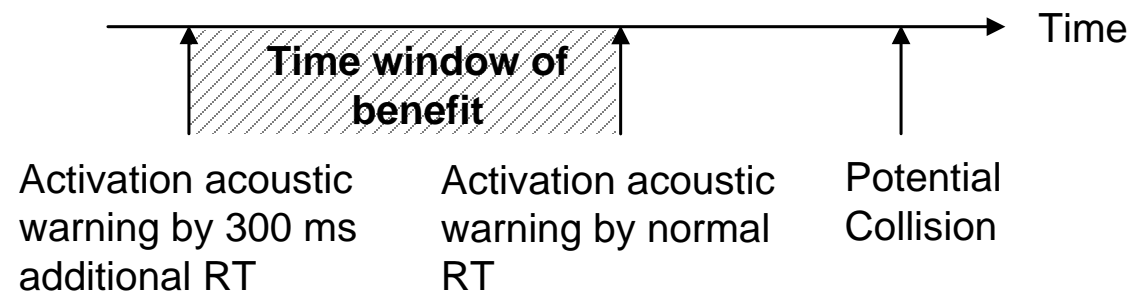 Time
Time window of
benefit
Activation acoustic
warning by 300 ms
additional RT
Activation acoustic
warning by normal
RT
Potential
Collision